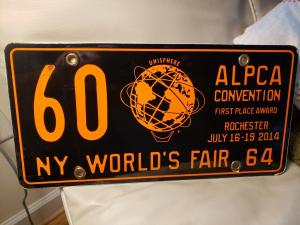 UNISPHERE
60
ALPCA
CONVENTION
FIRST PLACE AWARD
ROCHESTER
JULY 16-19 2014
NY WORLD'S FAIR 64